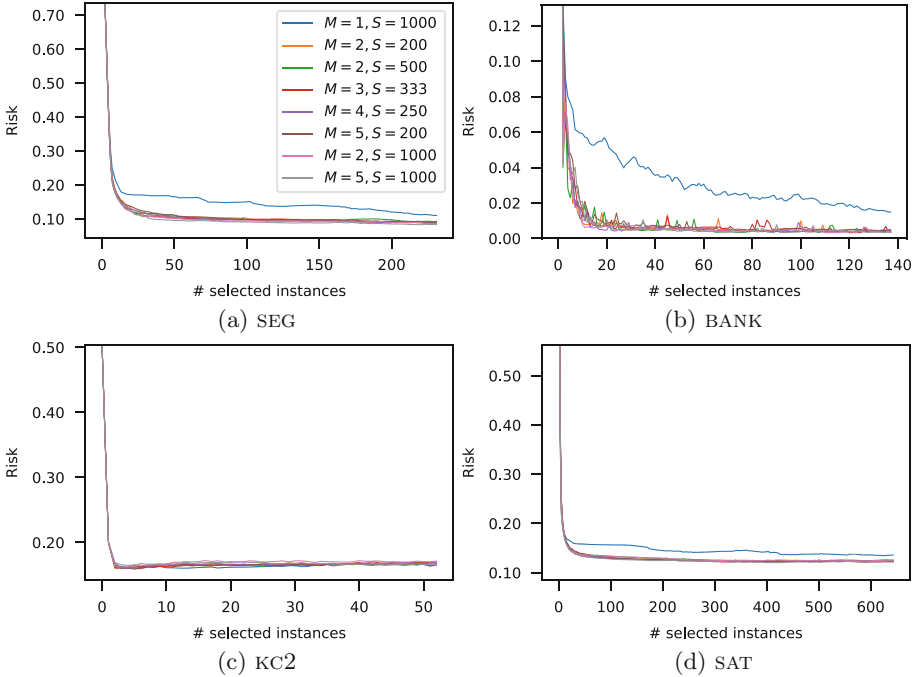 0.70
0.60
0.50
0.40
0.30
0.20
0.10
Risk
0
50
100
150
200
# selected instances
M = 1, S = 1000
M = 2, S = 200
M = 2, S = 500
M = 3, S = 333
M = 4, S = 250
M = 5, S = 200
M = 2, S = 1000
M = 5, S = 1000
(a) SEG
0.12
0.10
0.08
0.06
0.04
0.02
0.00
Risk
0
20
40
60
80
100
120
140
# selected instances
(b) BANK
0.50
0.40
0.30
0.20
Risk
0
10
20
30
40
50
# selected instances
(c) KC2
0.50
0.40
0.30
0.20
0.10
Risk
0
100
200
300
400
500
600
# selected instances
(d) SAT